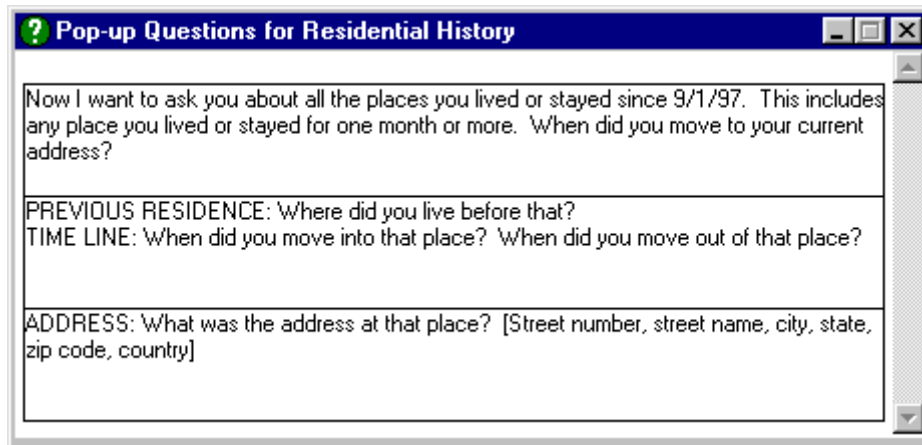 Pop-up Questions for Residential History
Now I want to ask you about all the places you lived or stayed since 9/1/97.  This includes
any place you lived or stayed for one month or more.  When did you move to your current
address?
PREVIOUS RESIDENCE: Where did you live before that?
TIME LINE: When did you move into that place?  When did you move out of that place?
ADDRESS: What was the address at that place?  [Street number, street name, city, state,
zip code, country]